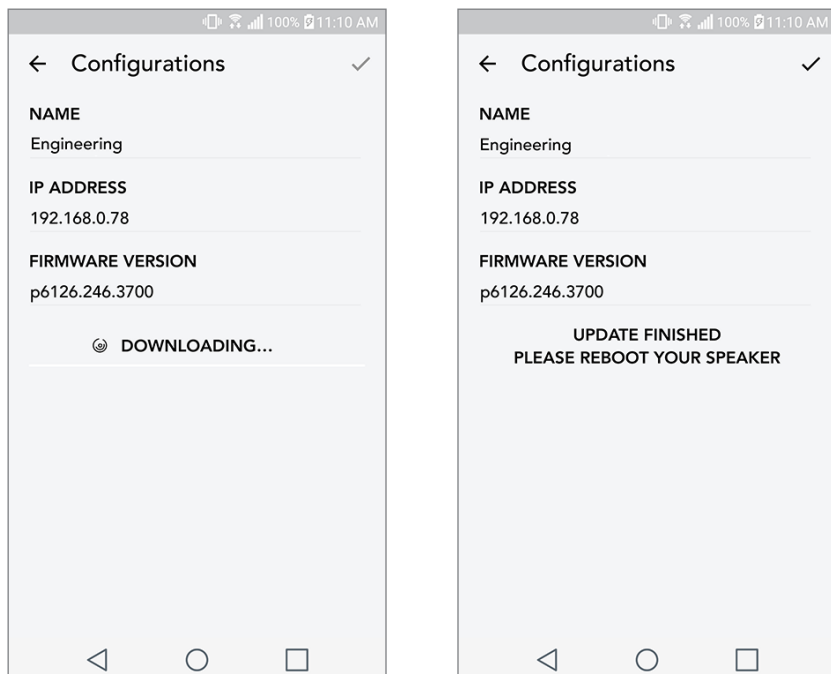 100% 11:10 AM
Configurations
NAME
Engineering
IP ADDRESS
192.168.0.78
FIRMWARE VERSION
p6126.246.3700
DOWNLOADING...
100% 11:10 AM
Configurations
NAME
Engineering
IP ADDRESS
192.168.0.78
FIRMWARE VERSION
p6126.246.3700
UPDATE FINISHED
PLEASE REBOOT YOUR SPEAKER